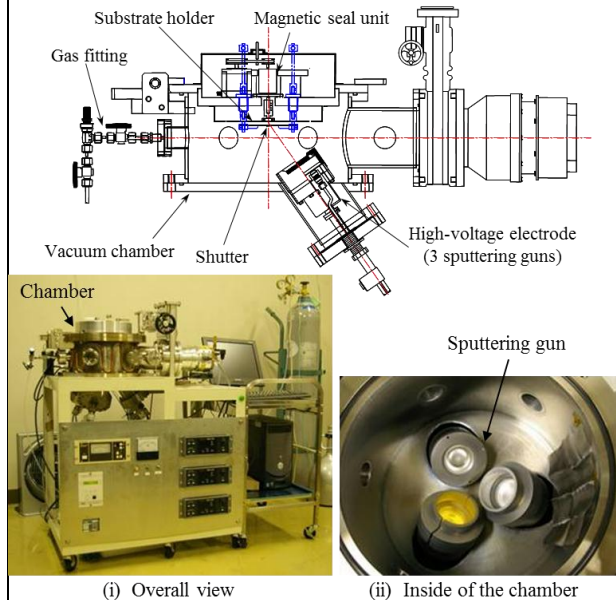 Substrate holder
Magnetic seal unit
Gas fitting
High-voltage electrode
(3 sputtering guns)
Vacuum chamber
Shutter
Chamber
Sputtering gun
(i) Overall view
(ii) Inside of the chamber